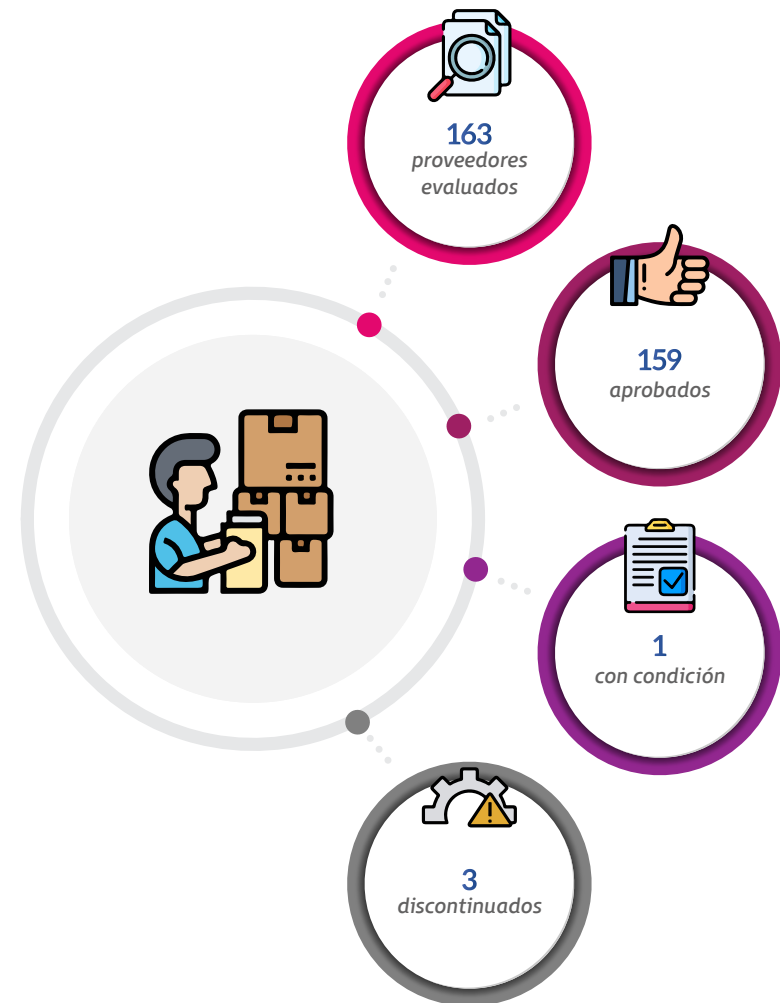 163
proveedores
evaluados
159
aprobados
1
con condición
3
discontinuados